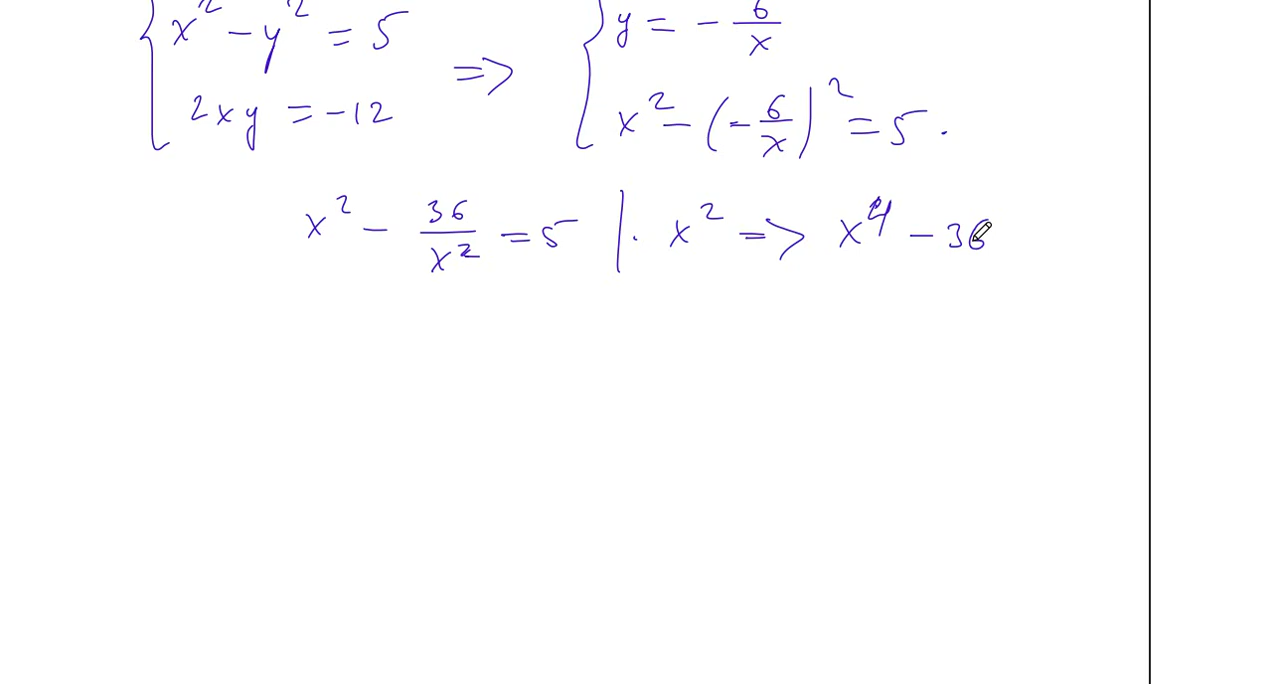 { x² - y² = 5
2xy = -12
=>
{ y = - 6/x
x² - (- 6/x)² = 5.
x² - 36/x² = 5 | · x² => x⁴ - 36